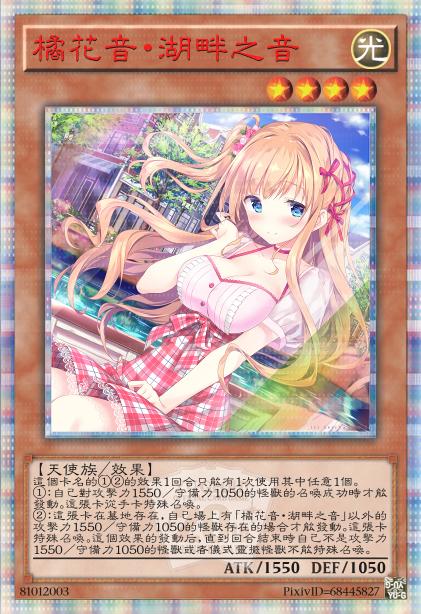 橘花音・湖畔之音
光
【天使族/效果】
這個卡名的①②的效果1回合只能有1次使用其中任意1個。
①:自己對攻擊力1550／守備力1050的怪獸的召喚成功時才能
發動。這張卡從手卡特殊召喚。
②:這張卡在墓地存在,自己場上有「橘花音・湖畔之音」以外的
攻擊力1550／守備力1050的怪獸存在的場合才能發動。這張卡
特殊召喚。這個效果的發動后,直到回合結束時自己不是攻擊力
1550／守備力1050的怪獸或者儀式靈擺怪獸不能特殊召喚。
ATK/1550 DEF/1050
81012003
PixivID=68445827